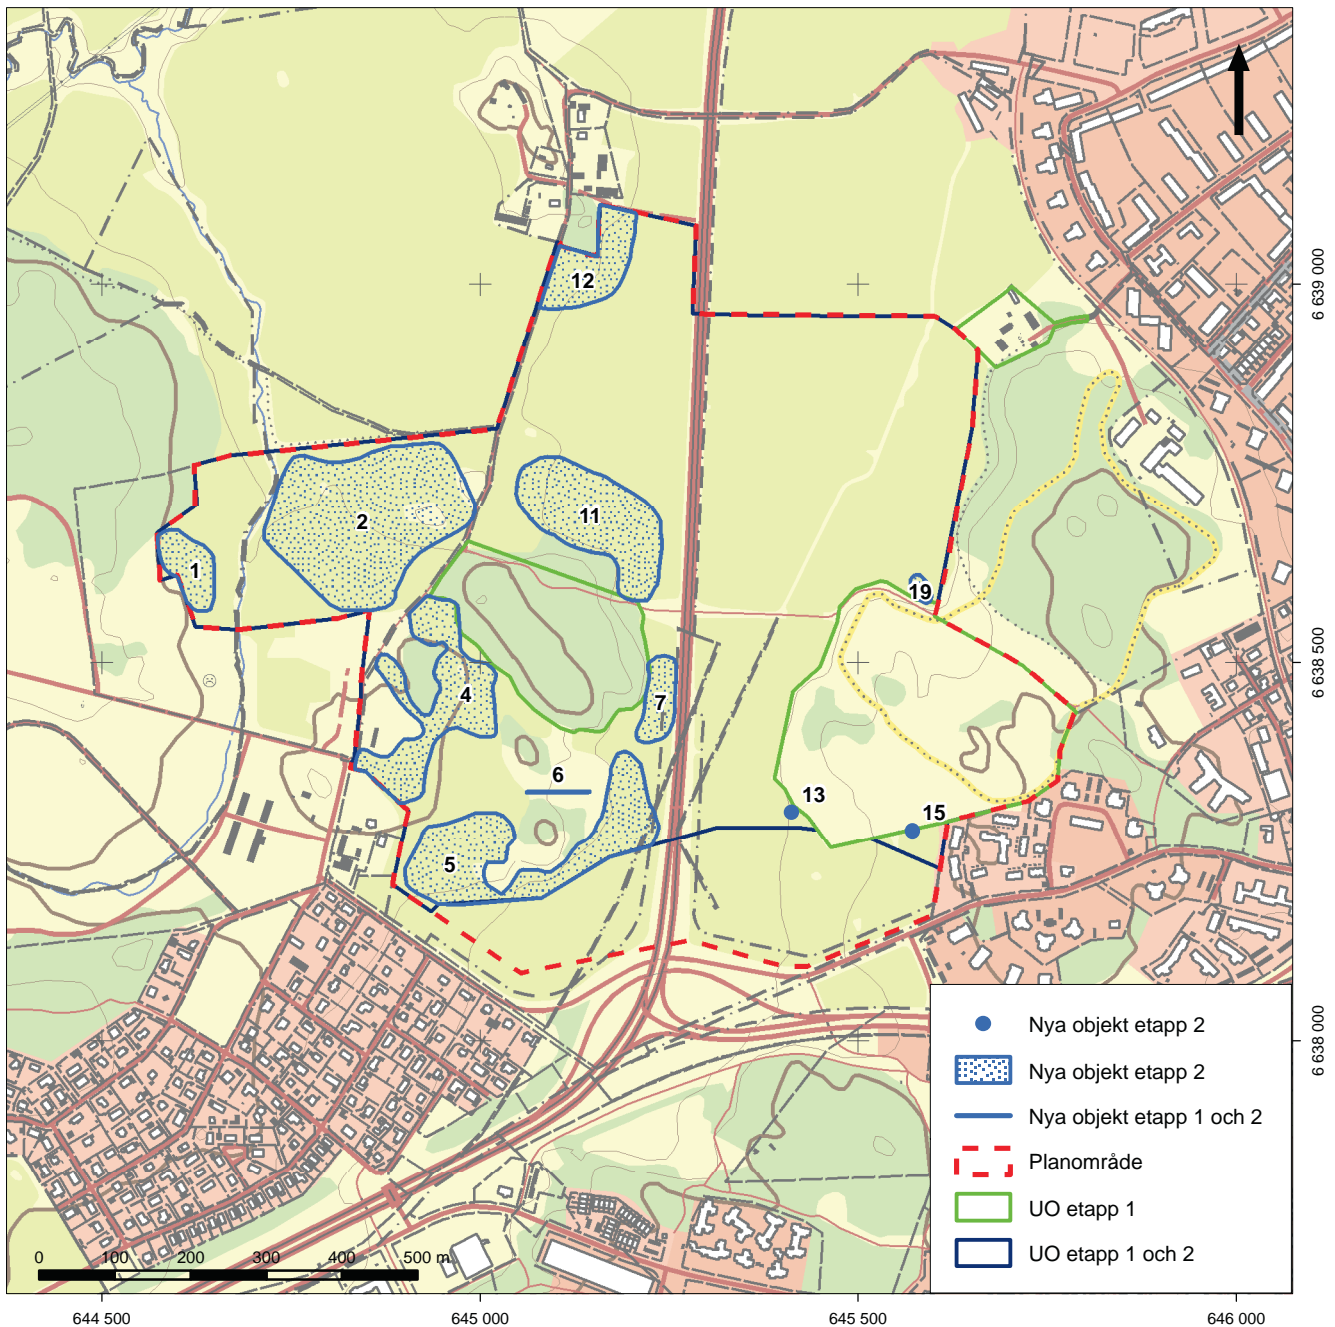 12
6 639 000
2
11
1
19
6 638 500
4
7
6
13
15
5
Nya objekt etapp 2
Nya objekt etapp 2
Nya objekt etapp 1 och 2
Planområde
UO etapp 1
UO etapp 1 och 2
6 638 000
0 100 200 300 400 500 m
644 500 645 000 645 500 646 000